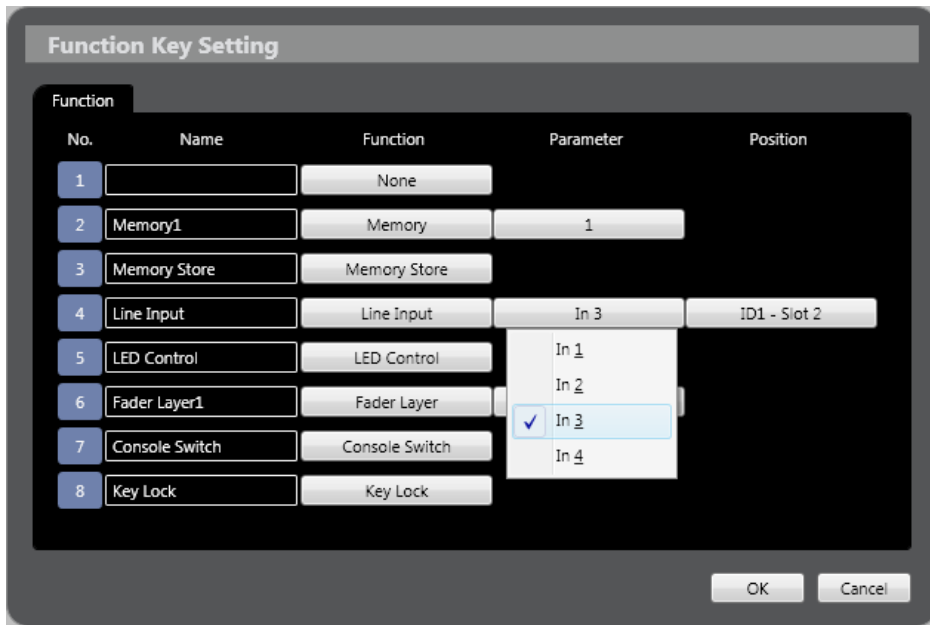 Function Key Setting
Function
No. Name Function Parameter Position
1 None
2 Memory1 Memory 1
3 Memory Store Memory Store
4 Line Input Line Input In 3 ID1 - Slot 2
In 1
5 LED Control LED Control
In 2
6 Fader Layer1 Fader Layer
In 3
7 Console Switch Console Switch
In 4
8 Key Lock Key Lock
OK Cancel